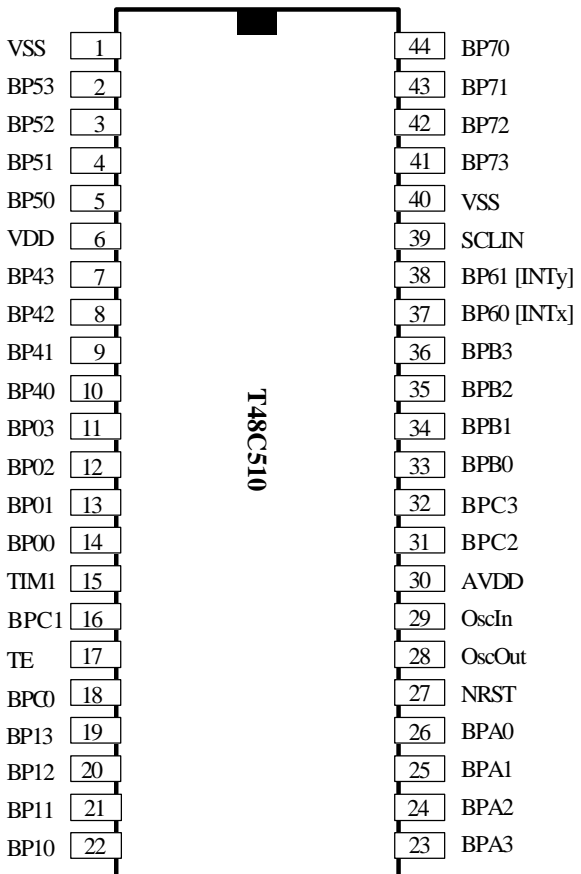 VSS 1 44 BP70
BP53 2 43 BP71
BP52 3 42 BP72
BP51 4 41 BP73
BP50 5 40 VSS
VDD 6 39 SCLIN
BP43 7 38 BP61 [INTy]
BP42 8 37 BP60 [INTx]
BP41 9 36 BPB3
BP40 10 35 BPB2
T48C510
BP03 11 34 BPB1
BP02 12 33 BPB0
BP01 13 32 BPC3
BP00 14 31 BPC2
TIM1 15 30 AVDD
BPC1 16 29 OscIn
TE 17 28 OscOut
BPC0 18 27 NRST
BP13 19 26 BPA0
BP12 20 25 BPA1
BP11 21 24 BPA2
BP10 22 23 BPA3